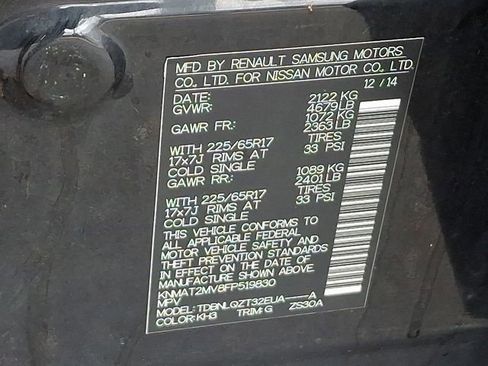 MFD BY RENAULT SAMSUNG MOTORS
CO. LTD. FOR NISSAN MOTOR CO. LTD.
DATE: 12/14
GVWR: 2122 KG
4679LB
GAWR FR: 1072 KG
2363LB
WITH 225/65R17 TIRES
17x7J RIMS AT 33 PSI
COLD SINGLE
GAWR RR: 1089 KG
2401LB
WITH 225/65R17 TIRES
17x7J RIMS AT 33 PSI
COLD SINGLE
THIS VEHICLE CONFORMS TO
ALL APPLICABLE FEDERAL
MOTOR VEHICLE SAFETY AND
THEFT PREVENTION STANDARDS
IN EFFECT ON THE DATE OF
MANUFACTURE SHOWN ABOVE.
KNMAT2MV8FP519830
MPV
MODEL: TDBNLQZT32EUA----A
COLOR: KH3 TRIM: G ZS30A